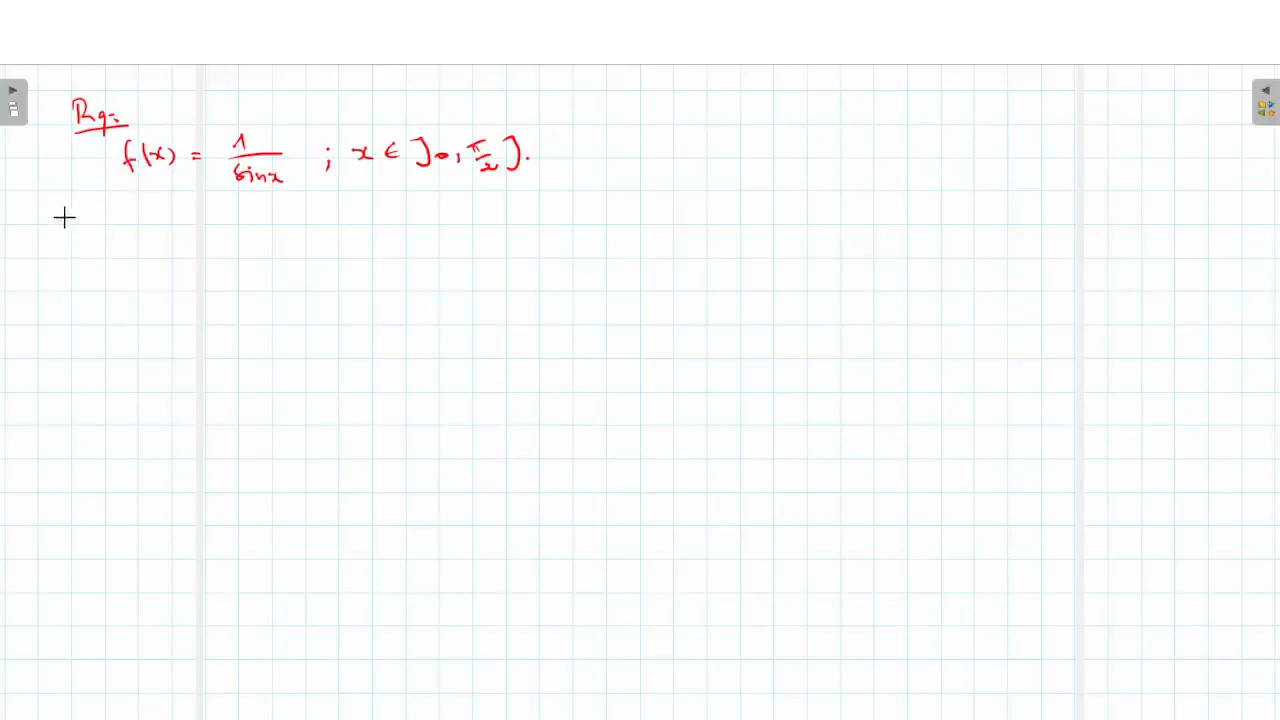 Rq:
f(x) = 1/sinx ; x ∈ ]0, π/2].